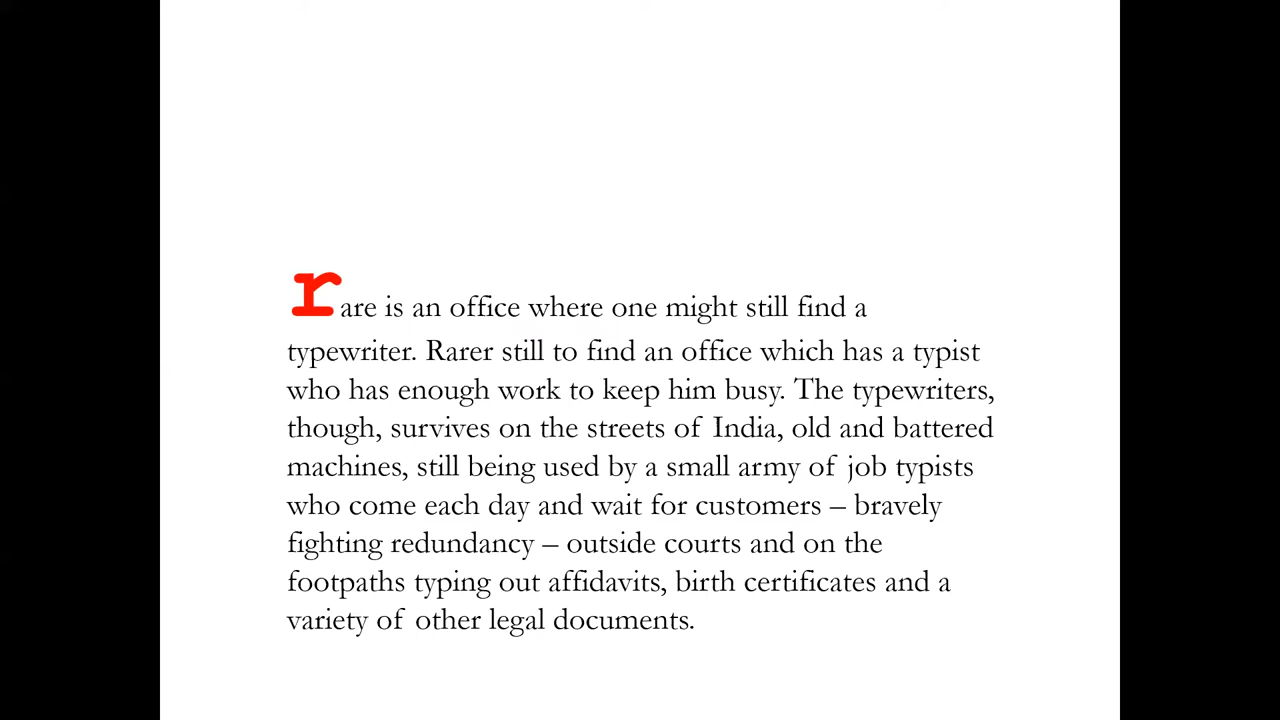 rare is an office where one might still find a
typewriter. Rarer still to find an office which has a typist
who has enough work to keep him busy. The typewriters,
though, survives on the streets of India, old and battered
machines, still being used by a small army of job typists
who come each day and wait for customers – bravely
fighting redundancy – outside courts and on the
footpaths typing out affidavits, birth certificates and a
variety of other legal documents.